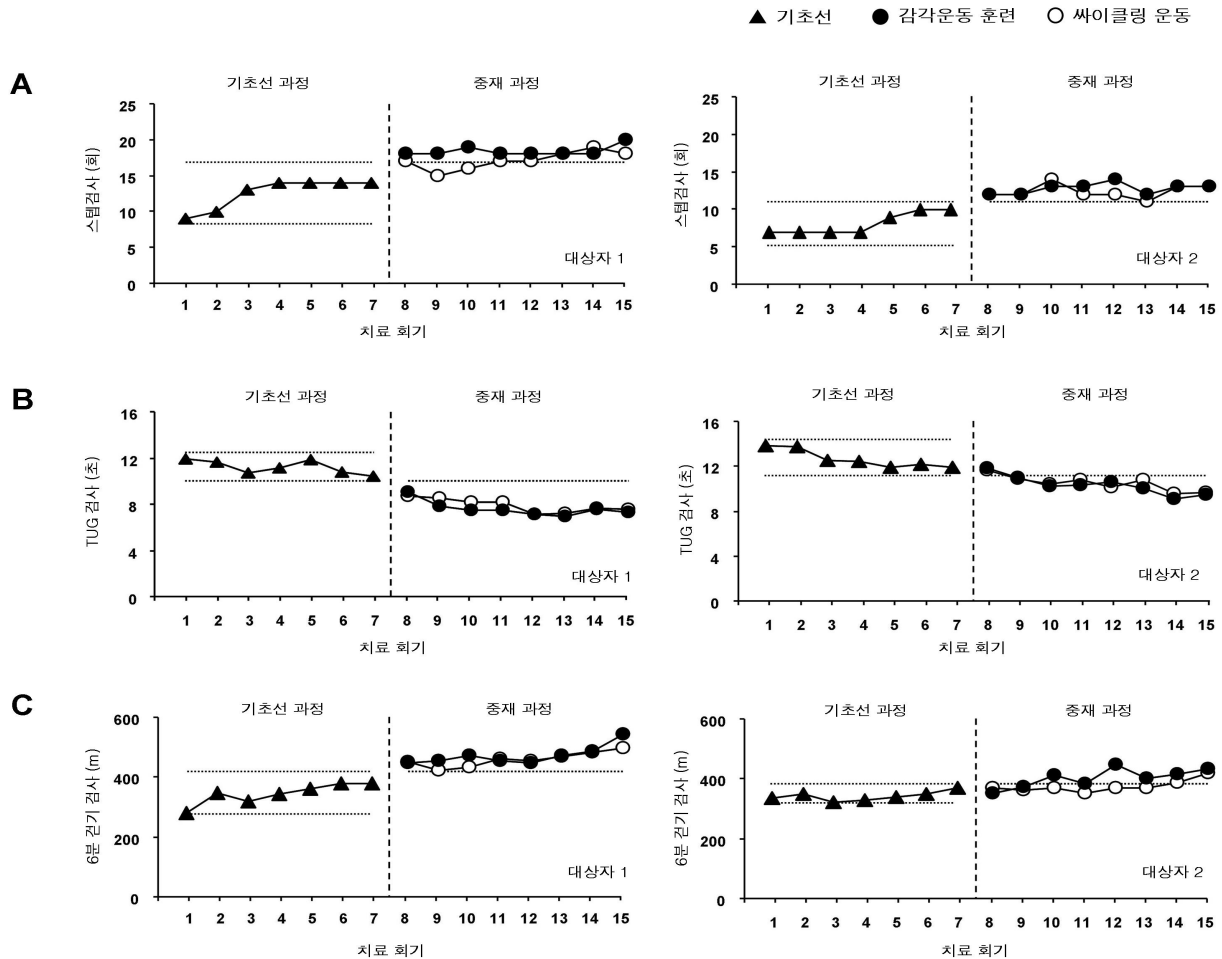 기초선 감각운동 훈련 싸이클링 운동
A
기초선 과정 중재 과정
스텝검사 (회)
25
20
15
10
5
0
대상자 1
1 2 3 4 5 6 7 8 9 10 11 12 13 14 15
치료 회기
기초선 과정 중재 과정
스텝검사 (회)
25
20
15
10
5
0
대상자 2
1 2 3 4 5 6 7 8 9 10 11 12 13 14 15
치료 회기
B
기초선 과정 중재 과정
TUG 검사 (초)
16
12
8
4
0
대상자 1
1 2 3 4 5 6 7 8 9 10 11 12 13 14 15
치료 회기
기초선 과정 중재 과정
TUG 검사 (초)
16
12
8
4
0
대상자 2
1 2 3 4 5 6 7 8 9 10 11 12 13 14 15
치료 회기
C
기초선 과정 중재 과정
6분 걷기 검사 (m)
600
400
200
0
대상자 1
1 2 3 4 5 6 7 8 9 10 11 12 13 14 15
치료 회기
기초선 과정 중재 과정
6분 걷기 검사 (m)
600
400
200
0
대상자 2
1 2 3 4 5 6 7 8 9 10 11 12 13 14 15
치료 회기